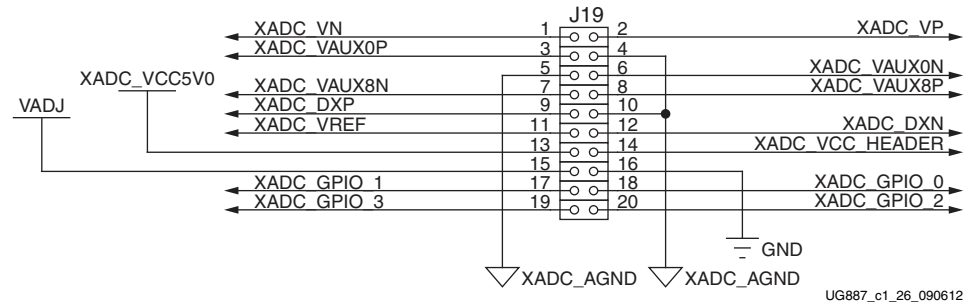 J19
XADC_VN 1 2 XADC_VP
XADC_VAUX0P 3 4
5 6 XADC_VAUX0N
XADC_VCC5V0
XADC_VAUX8N 7 8 XADC_VAUX8P
VADJ
XADC_DXP 9 10
XADC_VREF 11 12 XADC_DXN
13 14 XADC_VCC_HEADER
15 16
XADC_GPIO_1 17 18 XADC_GPIO_0
XADC_GPIO_3 19 20 XADC_GPIO_2
GND
XADC_AGND XADC_AGND
UG887_c1_26_090612